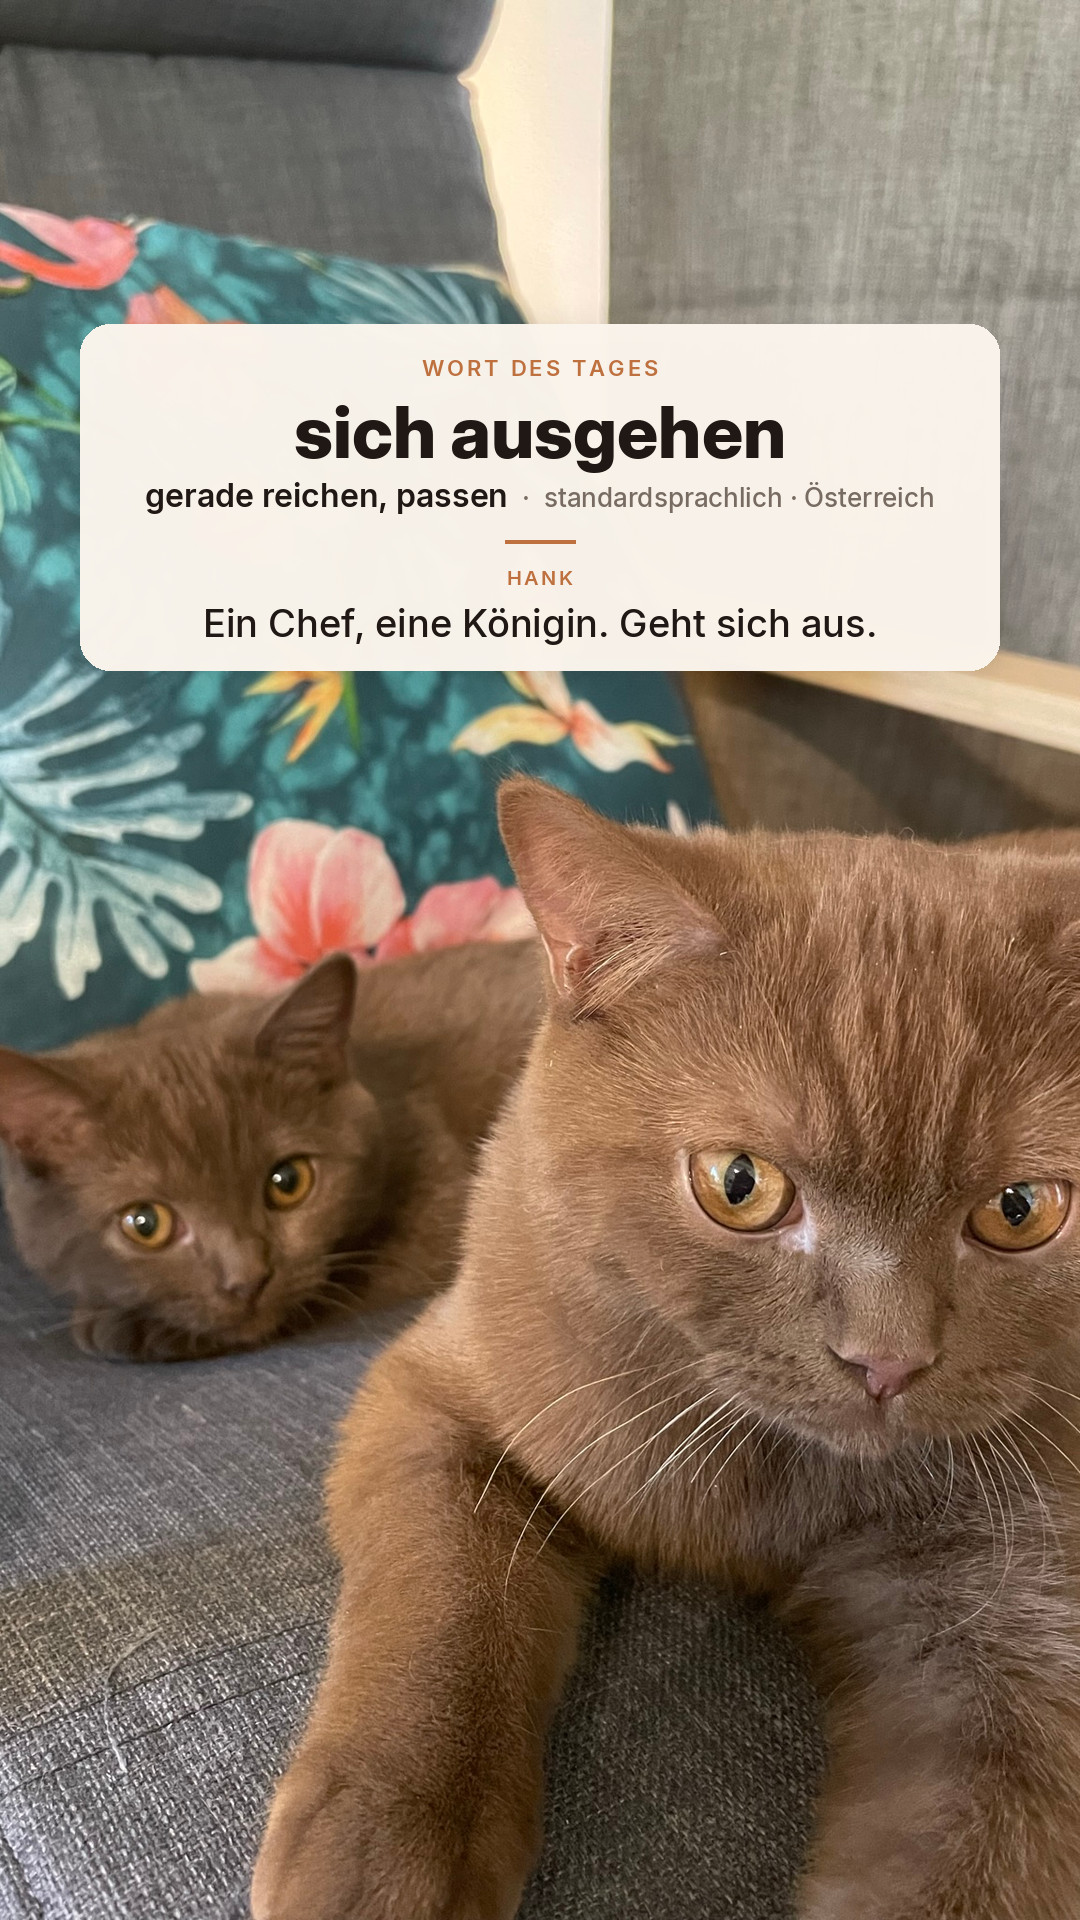 WORT DES TAGES
sich ausgehen
gerade reichen, passen · standardsprachlich · Österreich
HANK
Ein Chef, eine Königin. Geht sich aus.